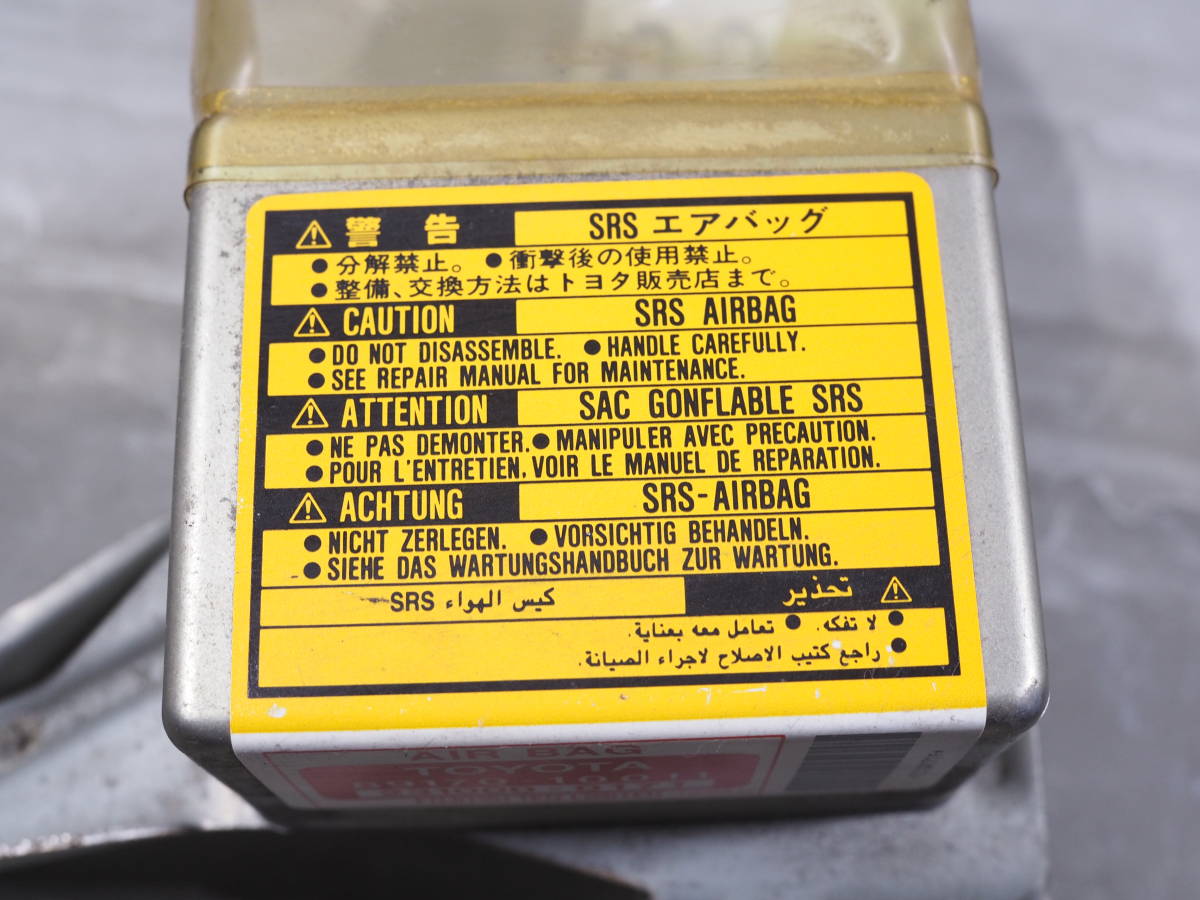 ⚠ 警告 SRS エアバッグ
●分解禁止。 ●衝撃後の使用禁止。
●整備、交換方法はトヨタ販売店まで。
⚠ CAUTION SRS AIRBAG
●DO NOT DISASSEMBLE. ●HANDLE CAREFULLY.
●SEE REPAIR MANUAL FOR MAINTENANCE.
⚠ ATTENTION SAC GONFLABLE SRS
●NE PAS DEMONTER.●MANIPULER AVEC PRECAUTION.
●POUR L'ENTRETIEN, VOIR LE MANUEL DE REPARATION.
⚠ ACHTUNG SRS-AIRBAG
●NICHT ZERLEGEN. ●VORSICHTIG BEHANDELN.
●SIEHE DAS WARTUNGSHANDBUCH ZUR WARTUNG.
⚠ تحذير كيس الهواء SRS
● لا تفكه. ● تعامل معه بعناية.
● راجع كتيب الاصلاح لاجراء الصيانة.
AIR BAG
TOYOTA